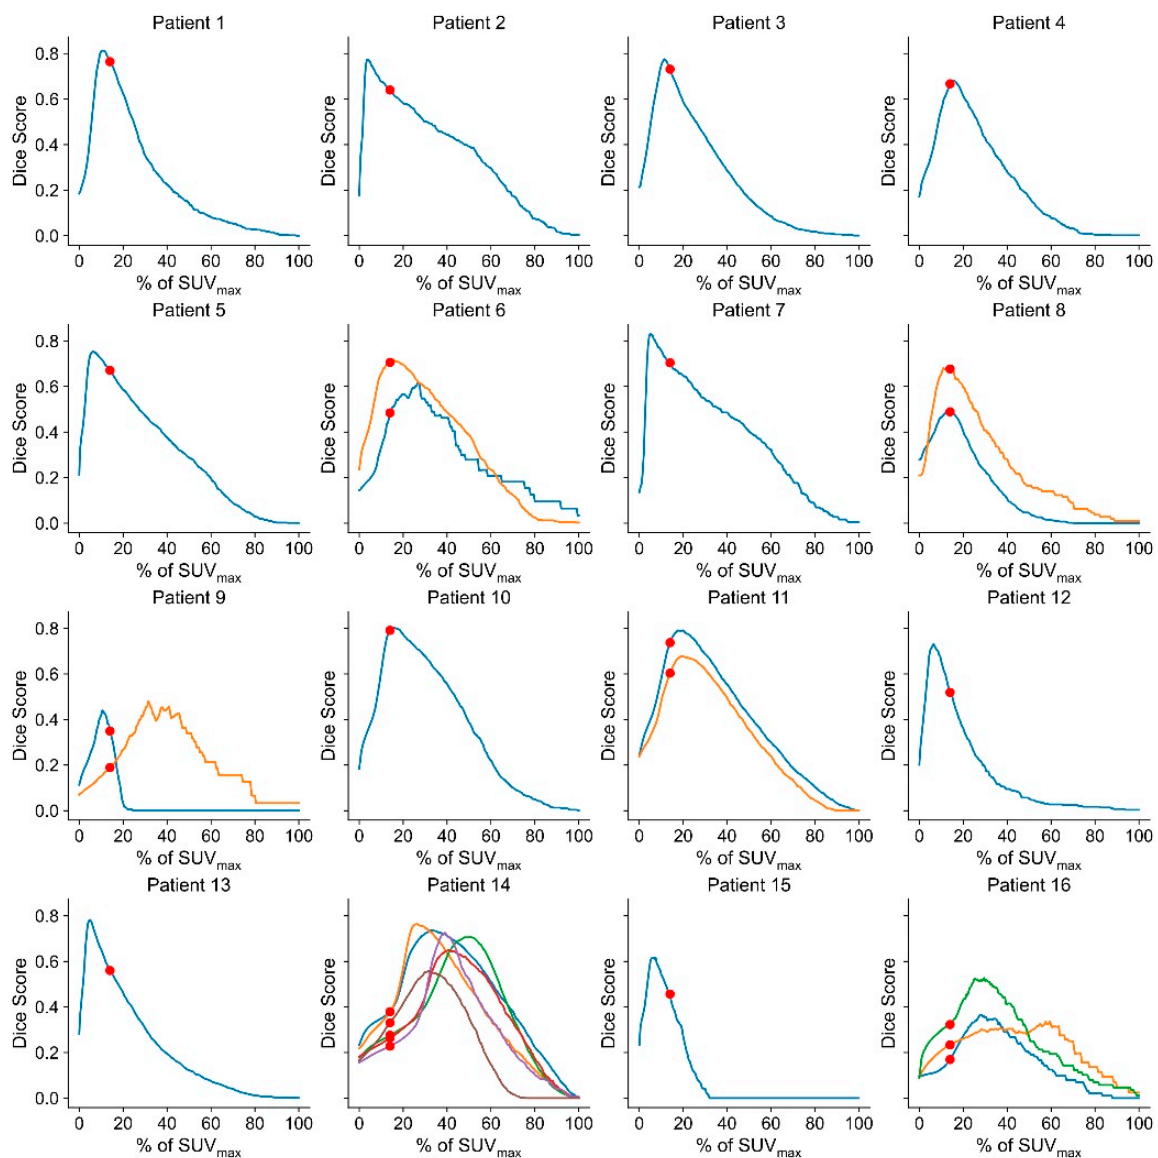 Patient 1 Patient 2 Patient 3 Patient 4
0.8
0.6
0.4
0.2
0.0
Dice Score Dice Score Dice Score Dice Score
0 20 40 60 80 100 0 20 40 60 80 100 0 20 40 60 80 100 0 20 40 60 80 100
% of SUVmax % of SUVmax % of SUVmax % of SUVmax
Patient 5 Patient 6 Patient 7 Patient 8
0.8
0.6
0.4
0.2
0.0
Dice Score Dice Score Dice Score Dice Score
0 20 40 60 80 100 0 20 40 60 80 100 0 20 40 60 80 100 0 20 40 60 80 100
% of SUVmax % of SUVmax % of SUVmax % of SUVmax
Patient 9 Patient 10 Patient 11 Patient 12
0.8
0.6
0.4
0.2
0.0
Dice Score Dice Score Dice Score Dice Score
0 20 40 60 80 100 0 20 40 60 80 100 0 20 40 60 80 100 0 20 40 60 80 100
% of SUVmax % of SUVmax % of SUVmax % of SUVmax
Patient 13 Patient 14 Patient 15 Patient 16
0.8
0.6
0.4
0.2
0.0
Dice Score Dice Score Dice Score Dice Score
0 20 40 60 80 100 0 20 40 60 80 100 0 20 40 60 80 100 0 20 40 60 80 100
% of SUVmax % of SUVmax % of SUVmax % of SUVmax